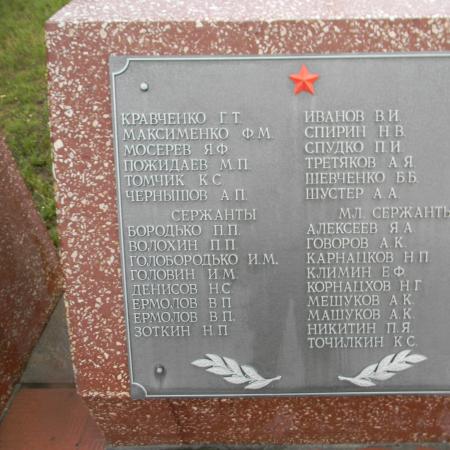 КРАВЧЕНКО Г.Т.
МАКСИМЕНКО Ф.М.
МОСЕРЕВ Я.Ф.
ПОЖИДАЕВ М.П.
ТОМЧИК К.С.
ЧЕРНЫШОВ А.П.
СЕРЖАНТЫ
БОРОДЬКО П.П.
ВОЛОХИН П.П.
ГОЛОБОРОДЬКО И.М.
ГОЛОВИН И.М.
ДЕНИСОВ Н.С.
ЕРМОЛОВ В.П.
ЕРМОЛОВ В.П.
ЗОТКИН Н.П.
ИВАНОВ В.И.
СПИРИН Н.В.
СПУДКО П.И.
ТРЕТЯКОВ А.Я.
ШЕВЧЕНКО Б.Б.
ШУСТЕР А.А.
МЛ. СЕРЖАНТЫ
АЛЕКСЕЕВ Я.А.
ГОВОРОВ А.К.
КАРНАЦКОВ Н.П.
КЛИМИН Е.Ф.
КОРНАЦХОВ Н.Г.
МЕШУКОВ А.К.
МАШУКОВ А.К.
НИКИТИН П.Я.
ТОЧИЛКИН К.С.